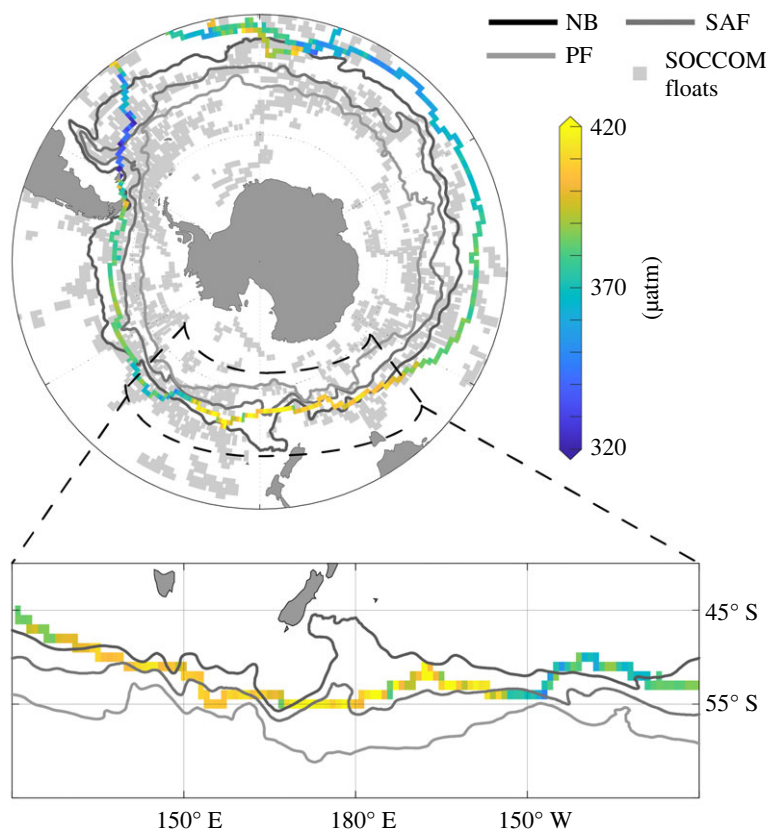 NB
SAF
PF
SOCCOM
floats
420
370
320
(µatm)
45° S
55° S
150° E
180° E
150° W